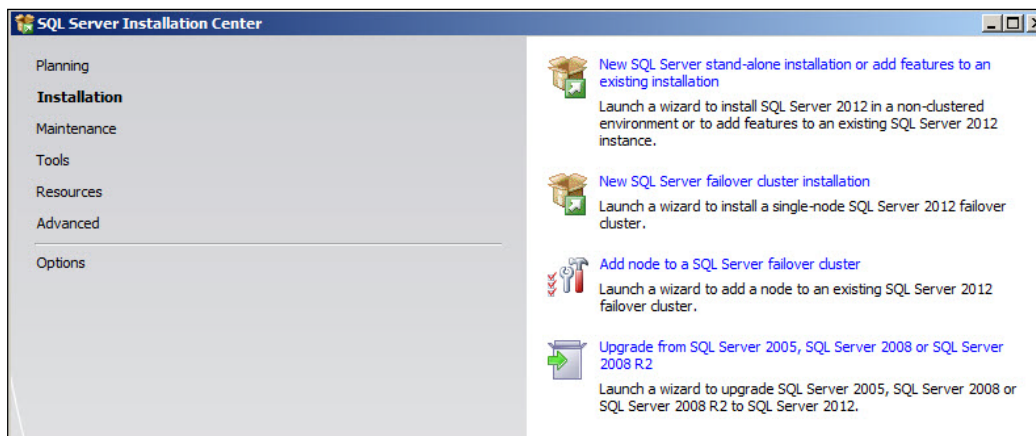 SQL Server Installation Center
Planning
Installation
Maintenance
Tools
Resources
Advanced
Options
New SQL Server stand-alone installation or add features to an
existing installation
Launch a wizard to install SQL Server 2012 in a non-clustered
environment or to add features to an existing SQL Server 2012
instance.
New SQL Server failover cluster installation
Launch a wizard to install a single-node SQL Server 2012 failover
cluster.
Add node to a SQL Server failover cluster
Launch a wizard to add a node to an existing SQL Server 2012
failover cluster.
Upgrade from SQL Server 2005, SQL Server 2008 or SQL Server
2008 R2
Launch a wizard to upgrade SQL Server 2005, SQL Server 2008 or
SQL Server 2008 R2 to SQL Server 2012.